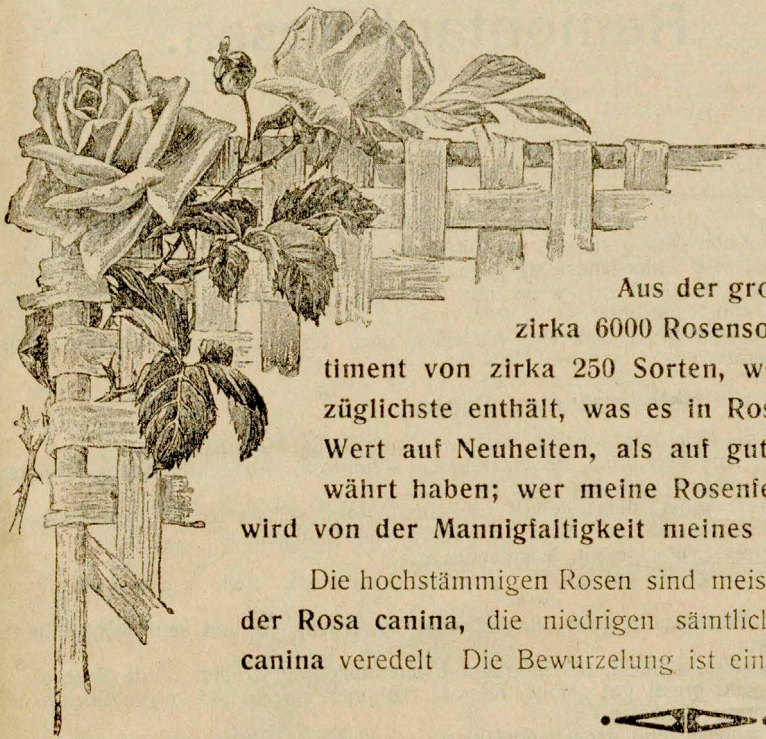 Aus der gro
zirka 6000 Rosenso
timent von zirka 250 Sorten, w
züglichste enthält, was es in Ros
Wert auf Neuheiten, als auf gut
währt haben; wer meine Rosenfe
wird von der Mannigfaltigkeit meines
Die hochstämmigen Rosen sind meis
der Rosa canina, die niedrigen sämtlich
canina veredelt Die Bewurzelung ist ein